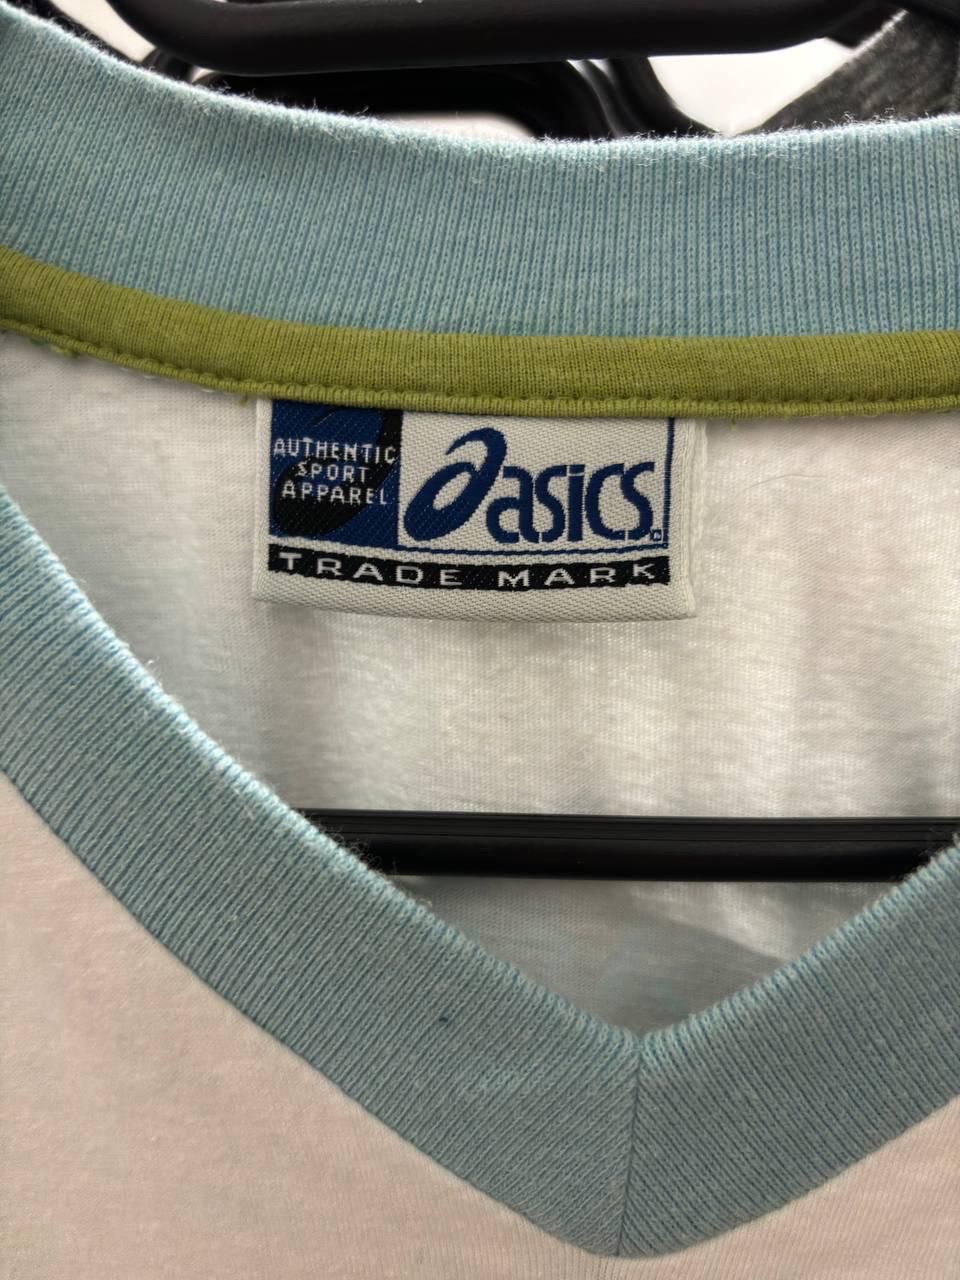 AUTHENTIC
SPORT
APPAREL
asics
TRADE MARK